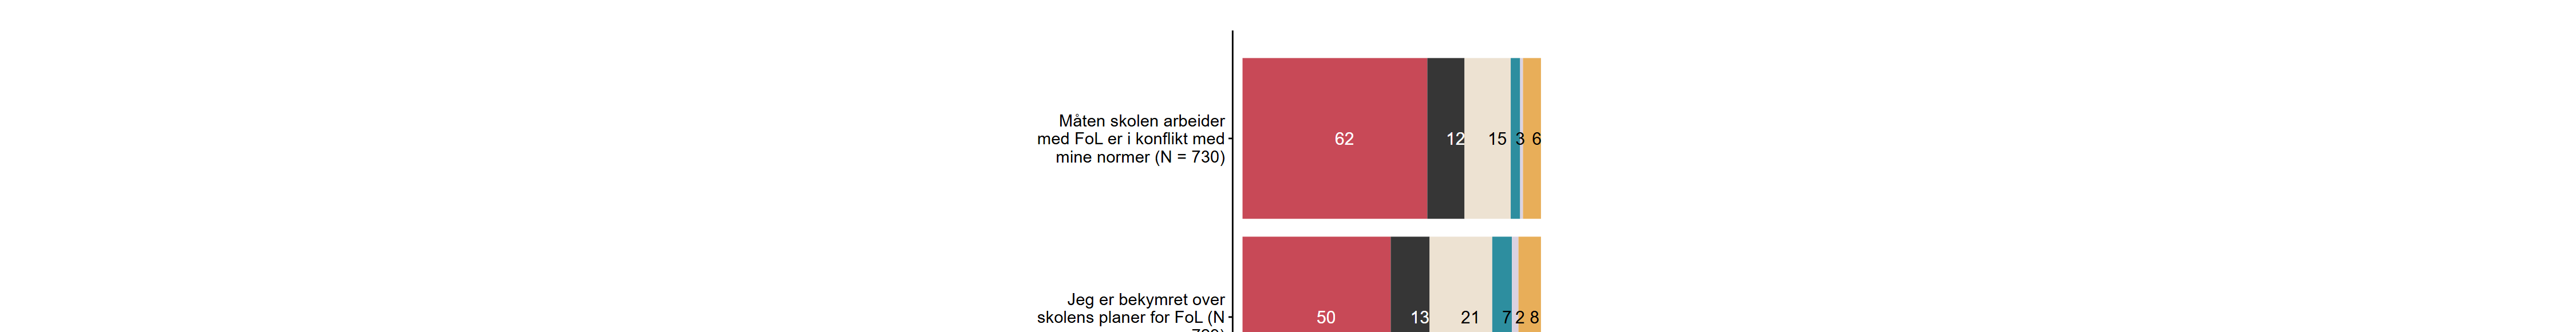 Måten skolen arbeider
med FoL er i konflikt med
mine normer (N = 730)
62 12 15 3 6
Jeg er bekymret over
skolens planer for FoL (N
50 13 21 7 2 8